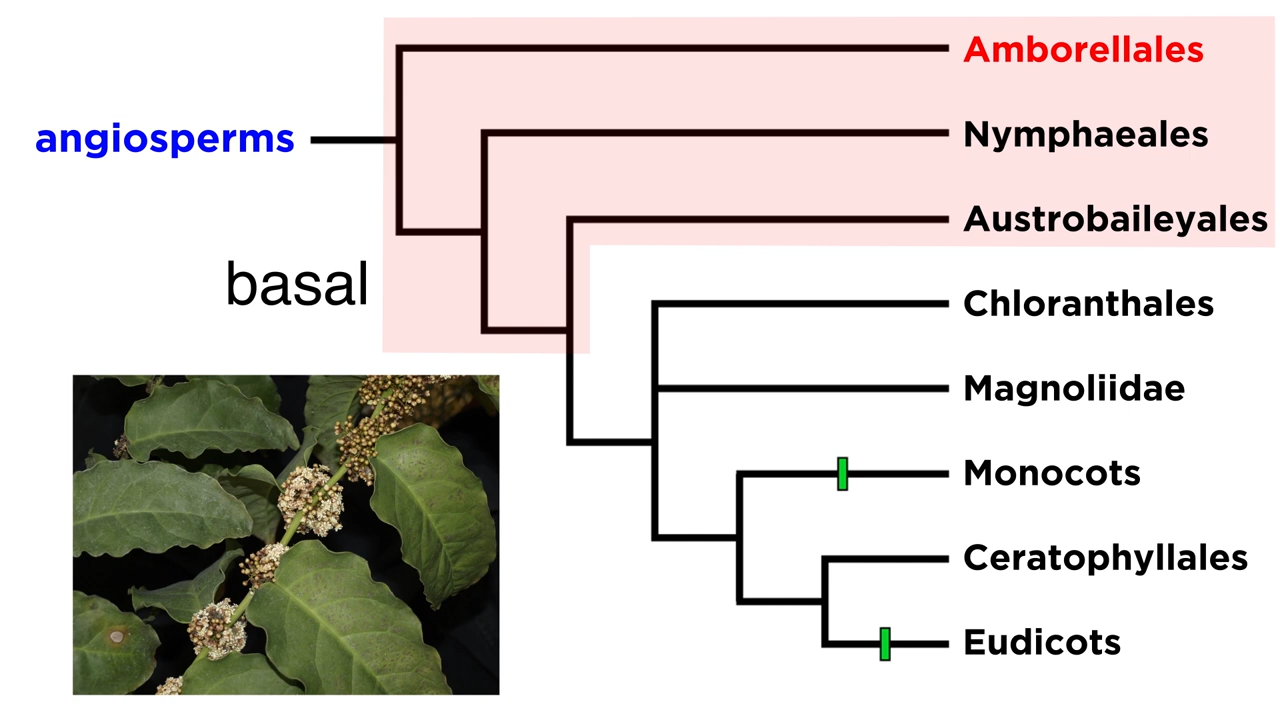 Amborellales
angiosperms
Nymphaeales
Austrobaileyales
basal
Chloranthales
Magnoliidae
Monocots
Ceratophyllales
Eudicots